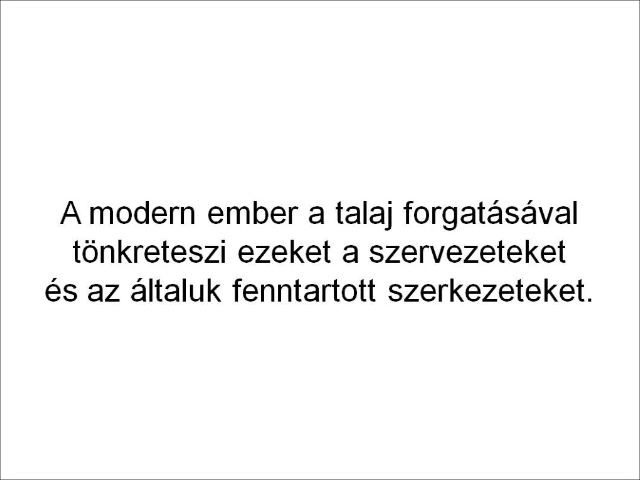 A modern ember a talaj forgatásával
tönkreteszi ezeket a szervezeteket
és az általuk fenntartott szerkezeteket.